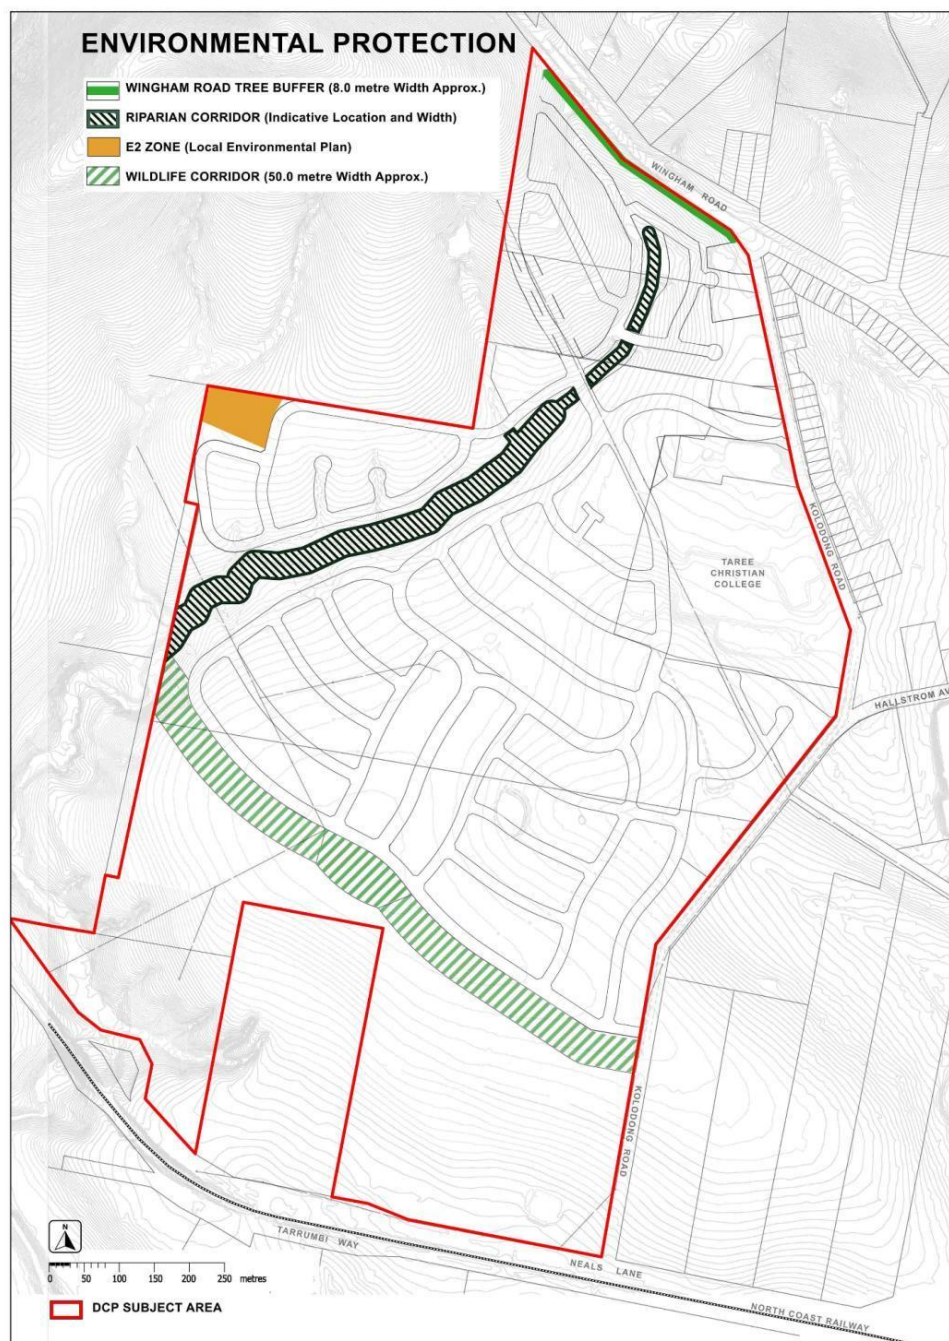 ENVIRONMENTAL PROTECTION
WINGHAM ROAD TREE BUFFER (8.0 metre Width Approx.)
RIPARIAN CORRIDOR (Indicative Location and Width)
E2 ZONE (Local Environmental Plan)
WILDLIFE CORRIDOR (50.0 metre Width Approx.)
WINGHAM ROAD
KOLODONG ROAD
TAREE
CHRISTIAN
COLLEGE
HALLSTROM AV
KOLODONG ROAD
N
TARRUMBI WAY
NEALS LANE
0 50 100 150 200 250 metres
DCP SUBJECT AREA
NORTH COAST RAILWAY